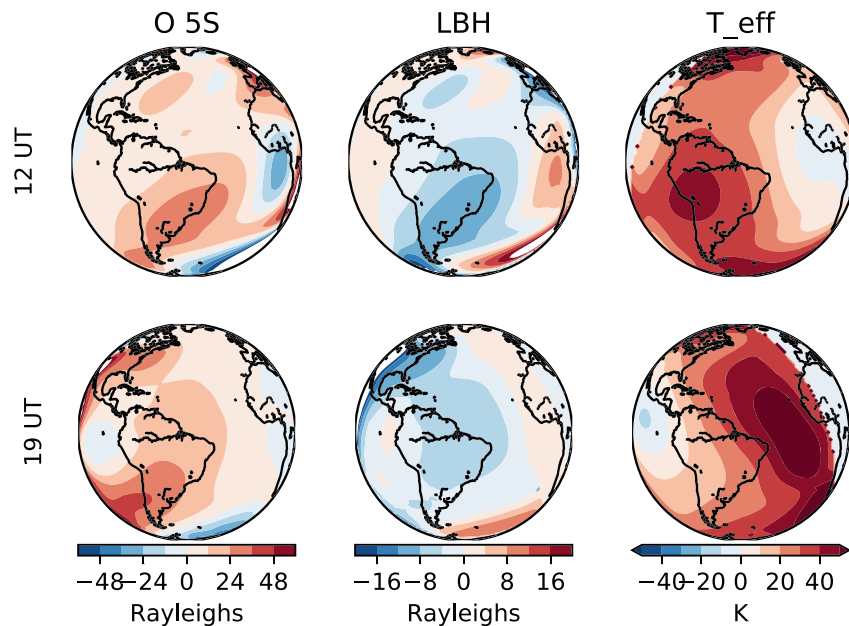 O 5S LBH T_eff
12 UT
19 UT
−48 −24 0 24 48 −16 −8 0 8 16 −40 −20 0 20 40
Rayleighs Rayleighs K